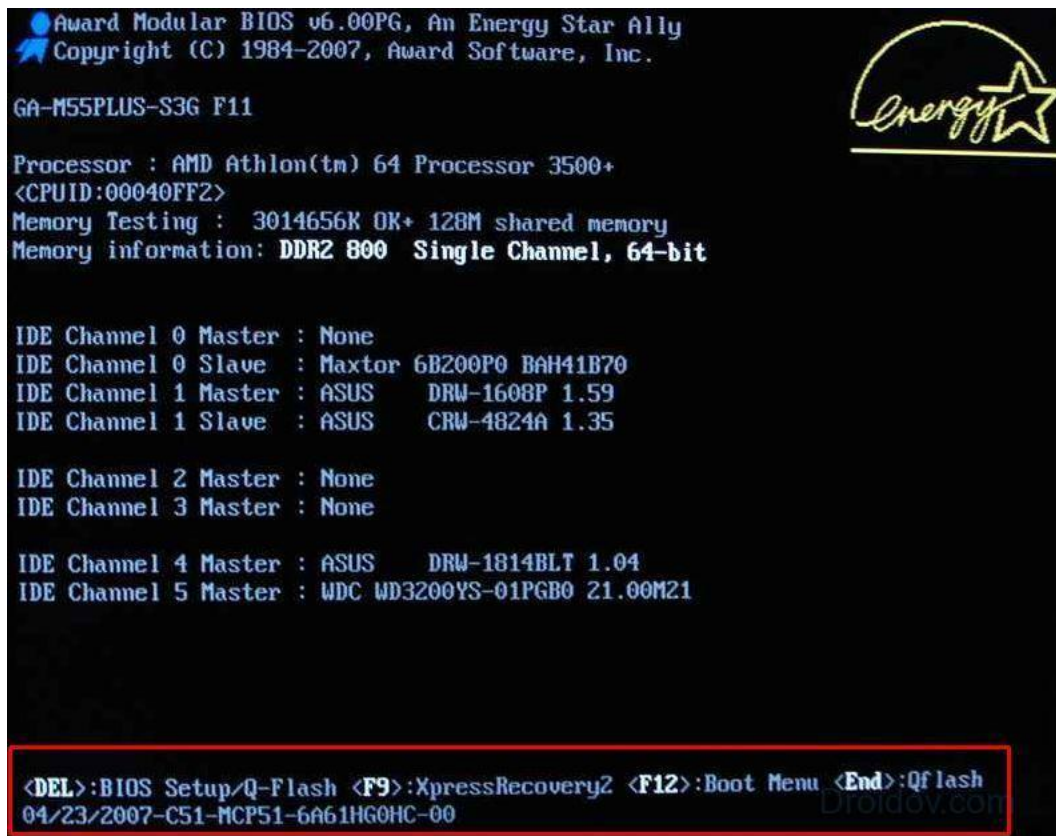 Award Modular BIOS v6.00PG, An Energy Star Ally
Copyright (C) 1984-2007, Award Software, Inc.
energy
GA-M55PLUS-S3G F11
Processor : AMD Athlon(tm) 64 Processor 3500+
<CPUID:00040FF2>
Memory Testing : 3014656K OK+ 128M shared memory
Memory information: DDR2 800 Single Channel, 64-bit
IDE Channel 0 Master : None
IDE Channel 0 Slave : Maxtor 6B200P0 BAH41B70
IDE Channel 1 Master : ASUS DRW-1608P 1.59
IDE Channel 1 Slave : ASUS CRW-4824A 1.35
IDE Channel 2 Master : None
IDE Channel 3 Master : None
IDE Channel 4 Master : ASUS DRW-1814BLT 1.04
IDE Channel 5 Master : WDC WD3200YS-01PGB0 21.00M21
<DEL>:BIOS Setup/Q-Flash <F9>:XpressRecovery2 <F12>:Boot Menu <End>:Qflash
04/23/2007-C51-MCP51-6A61HG0HC-00
Droidov.com